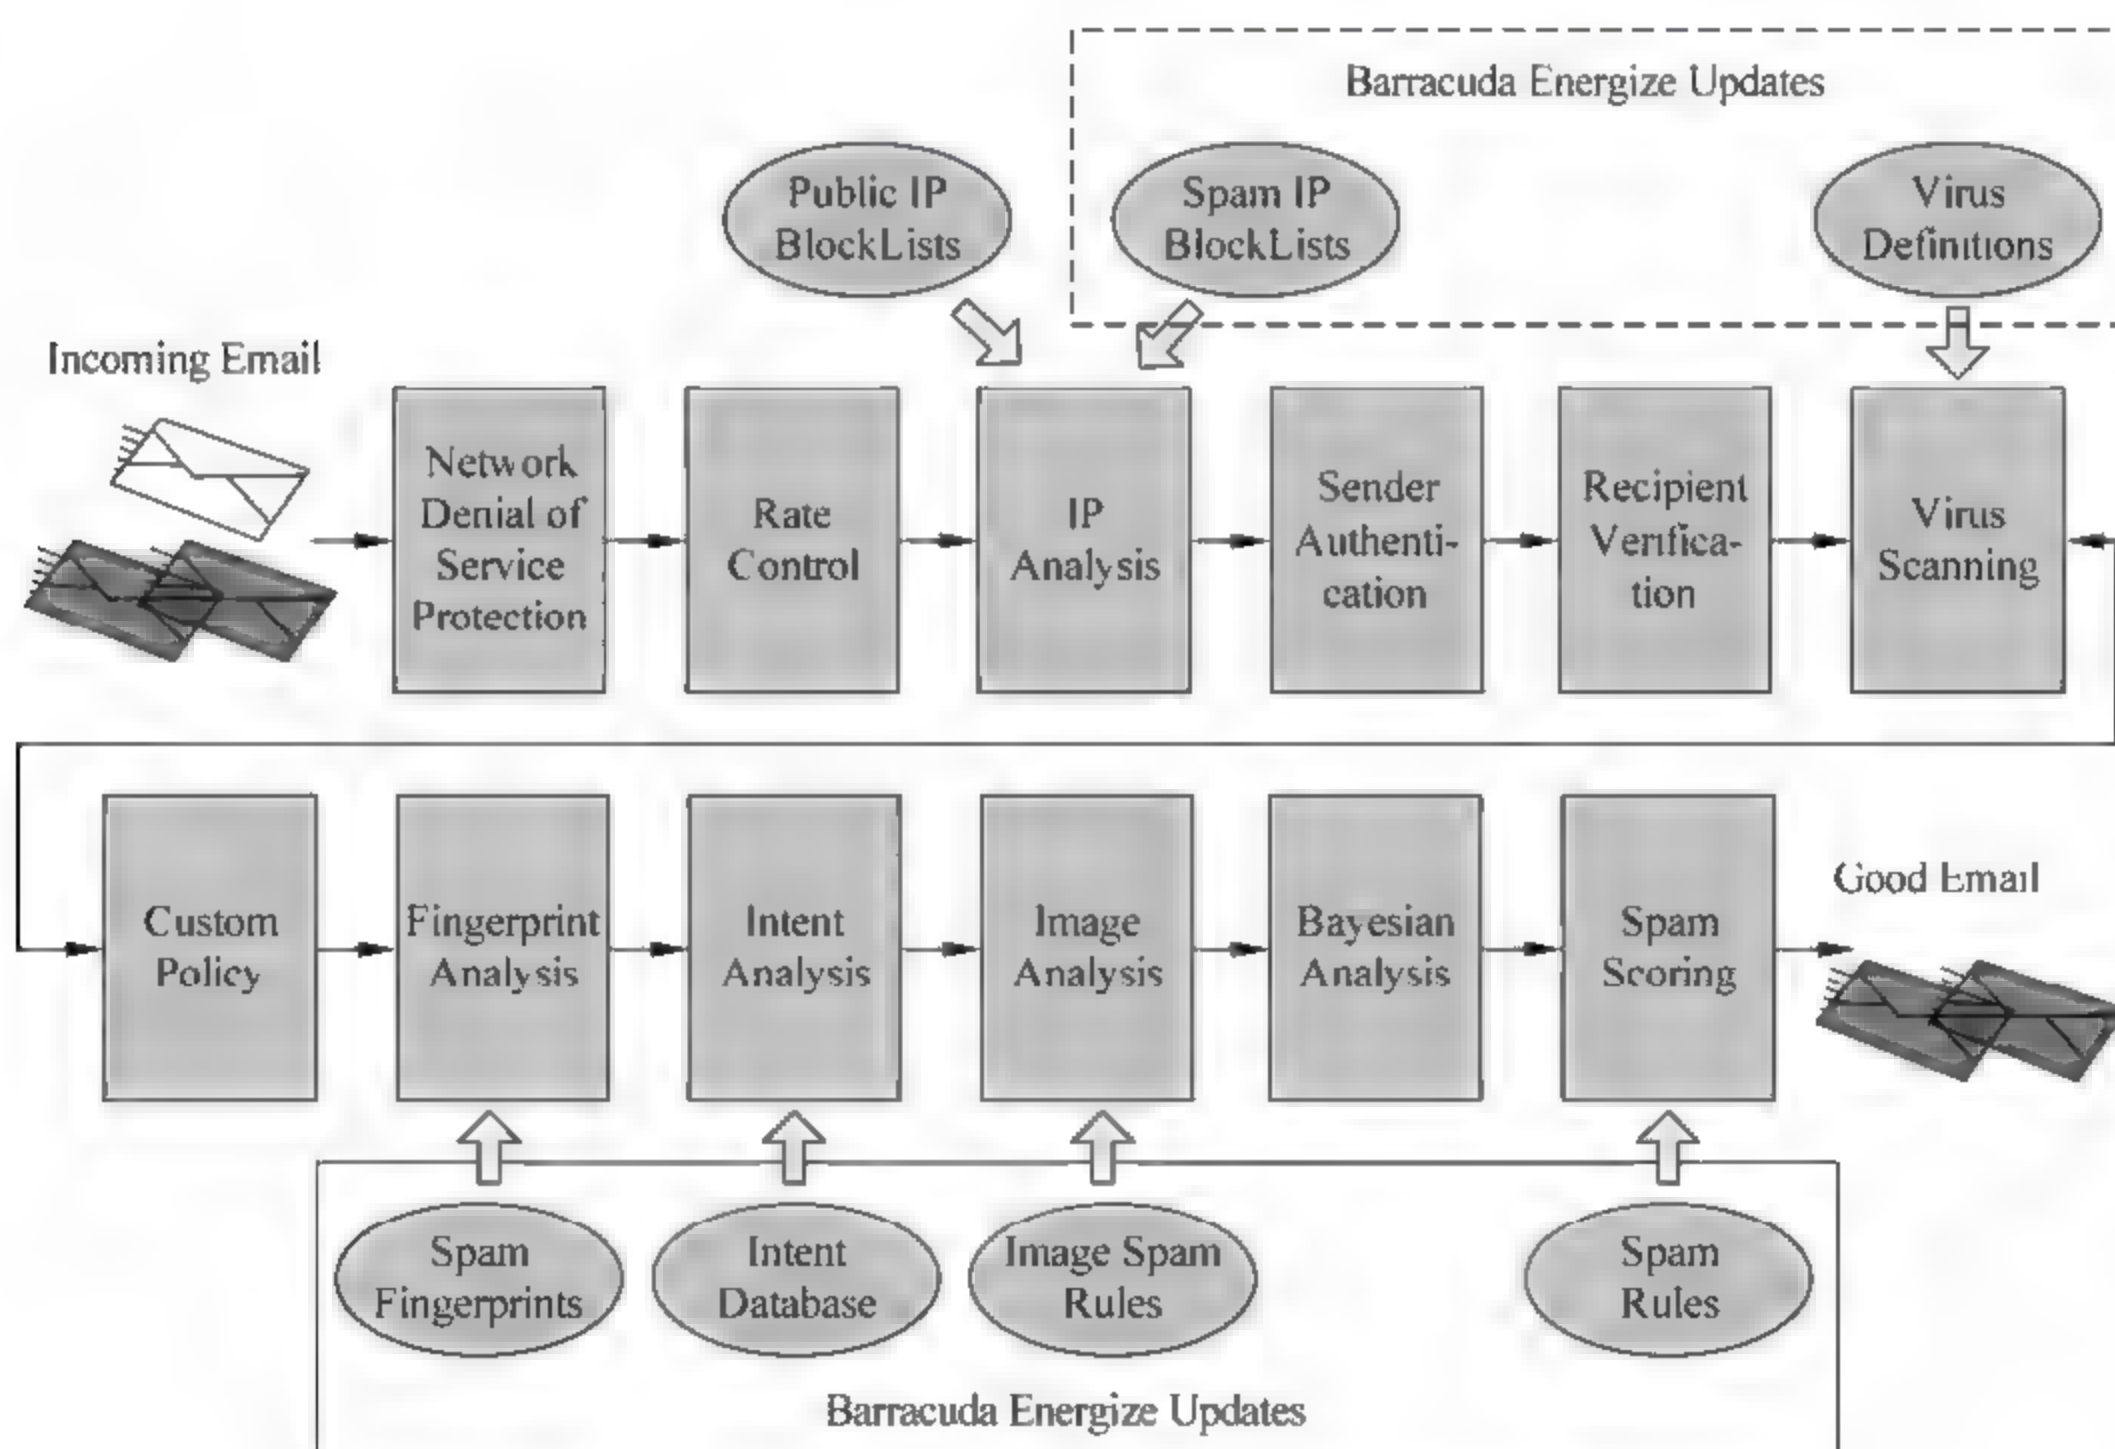 Barracuda Energize Updates
Public IP
BlockLists
Spam IP
BlockLists
Virus
Definitions
Incoming Email
Network
Denial of
Service
Protection
Rate
Control
IP
Analysis
Sender
Authenti-
cation
Recipient
Verifica-
tion
Virus
Scanning
Custom
Policy
Fingerprint
Analysis
Intent
Analysis
Image
Analysis
Bayesian
Analysis
Spam
Scoring
Good Email
Spam
Fingerprints
Intent
Database
Image Spam
Rules
Spam
Rules
Barracuda Energize Updates